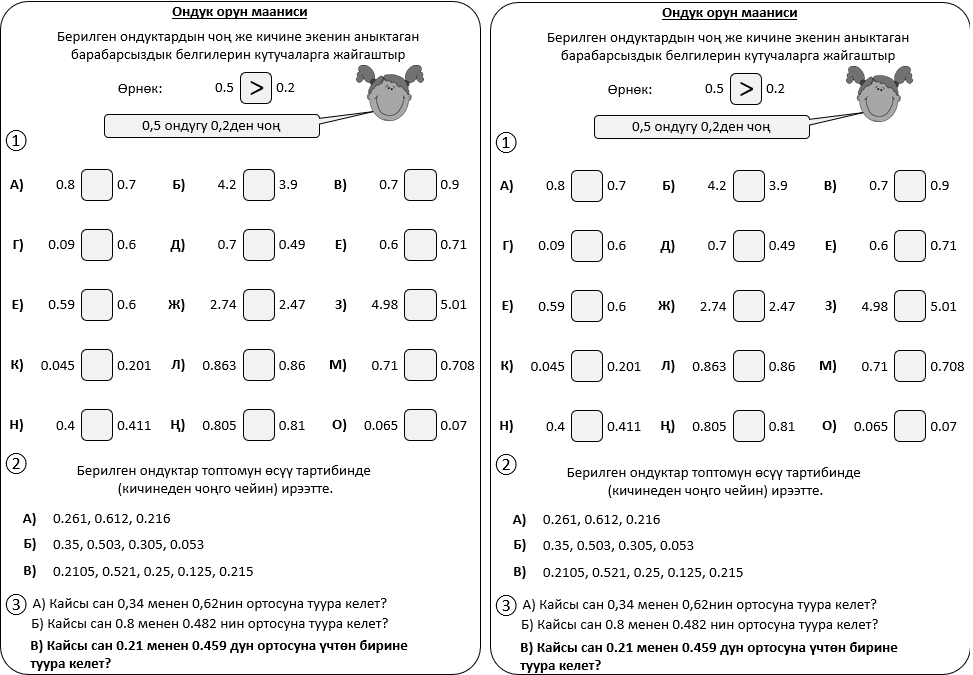 Ондук орун мааниси
Берилген ондуктардын чоң же кичине экенин аныктаган
барабарсыздык белгилерин кутучаларга жайгаштыр
Өрнөк: 0.5 > 0.2
0,5 ондугу 0,2ден чоң
1
А) 0.8 0.7 Б) 4.2 3.9 В) 0.7 0.9
Г) 0.09 0.6 Д) 0.7 0.49 Е) 0.6 0.71
Е) 0.59 0.6 Ж) 2.74 2.47 З) 4.98 5.01
К) 0.045 0.201 Л) 0.863 0.86 М) 0.71 0.708
Н) 0.4 0.411 Ң) 0.805 0.81 О) 0.065 0.07
2
Берилген ондуктар топтомун өсүү тартибинде
(кичинеден чоңго чейин) ирээтте.
А) 0.261, 0.612, 0.216
Б) 0.35, 0.503, 0.305, 0.053
В) 0.2105, 0.521, 0.25, 0.125, 0.215
3 А) Кайсы сан 0,34 менен 0,62нин ортосуна туура келет?
Б) Кайсы сан 0.8 менен 0.482 нин ортосуна туура келет?
В) Кайсы сан 0.21 менен 0.459 дун ортосуна үчтөн бирине
туура келет?
Ондук орун мааниси
Берилген ондуктардын чоң же кичине экенин аныктаган
барабарсыздык белгилерин кутучаларга жайгаштыр
Өрнөк: 0.5 > 0.2
0,5 ондугу 0,2ден чоң
1
А) 0.8 0.7 Б) 4.2 3.9 В) 0.7 0.9
Г) 0.09 0.6 Д) 0.7 0.49 Е) 0.6 0.71
Е) 0.59 0.6 Ж) 2.74 2.47 З) 4.98 5.01
К) 0.045 0.201 Л) 0.863 0.86 М) 0.71 0.708
Н) 0.4 0.411 Ң) 0.805 0.81 О) 0.065 0.07
2
Берилген ондуктар топтомун өсүү тартибинде
(кичинеден чоңго чейин) ирээтте.
А) 0.261, 0.612, 0.216
Б) 0.35, 0.503, 0.305, 0.053
В) 0.2105, 0.521, 0.25, 0.125, 0.215
3 А) Кайсы сан 0,34 менен 0,62нин ортосуна туура келет?
Б) Кайсы сан 0.8 менен 0.482 нин ортосуна туура келет?
В) Кайсы сан 0.21 менен 0.459 дун ортосуна үчтөн бирине
туура келет?